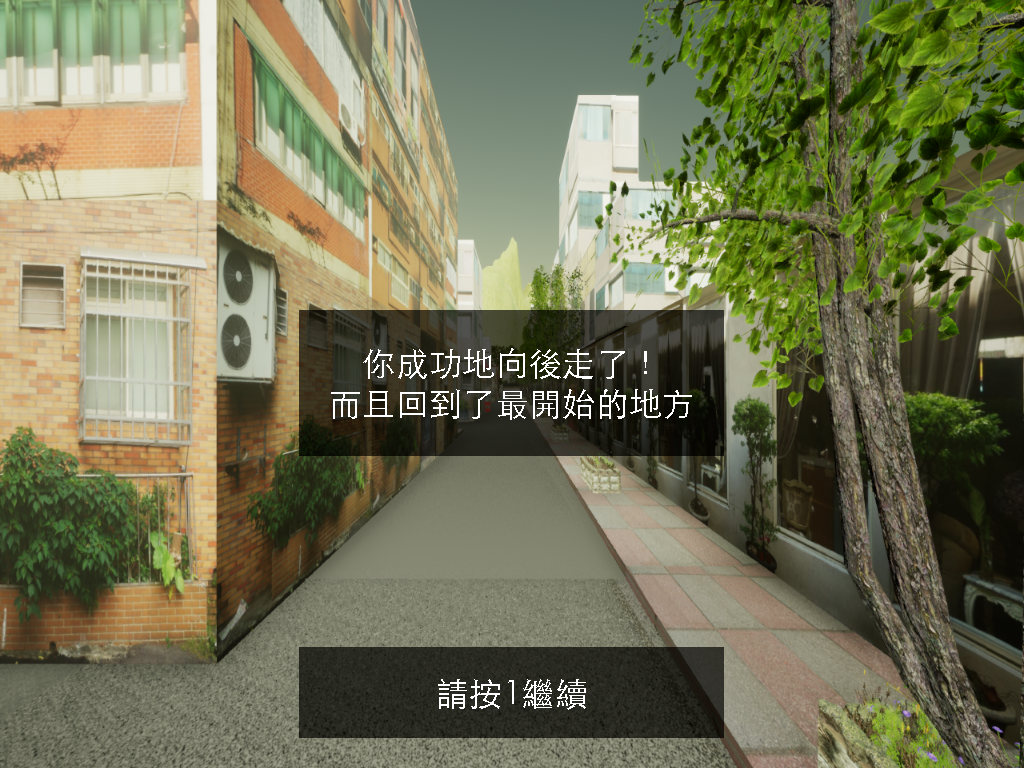 你成功地向後走了！
而且回到了最開始的地方
請按1繼續